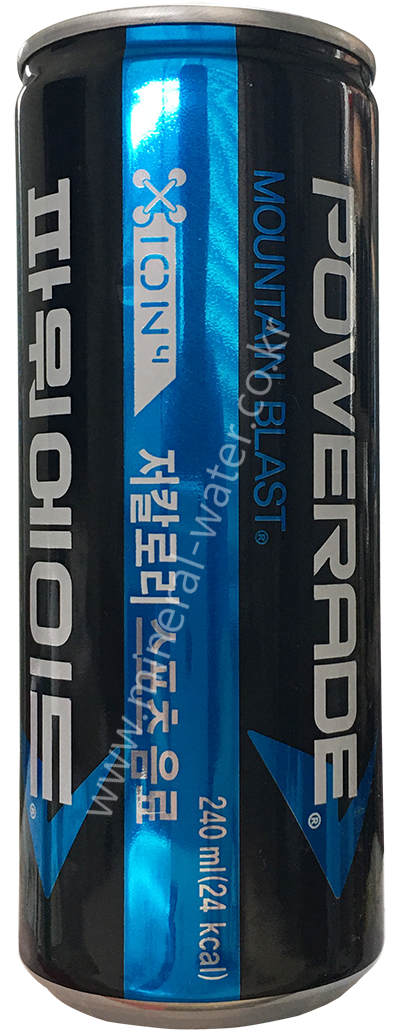 POWERADE®
MOUNTAIN BLAST®
ION4
저칼로리 스포츠 음료
240 ml(24 kcal)
파워에이드®
www.mineral-water.co.kr